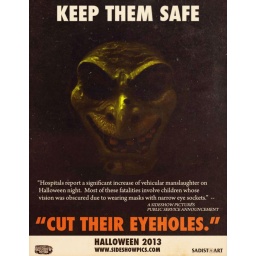 KEEP THEM SAFE
"Hospitals report a significant increase of vehicular manslaughter on
Halloween night. Most of these fatalities involve children whose
vision was obscured due to wearing masks with narrow eye sockets." --
A SIDESHOW PICTURES
PUBLIC SERVICE ANNOUNCEMENT
"CUT THEIR EYEHOLES."
HALLOWEEN 2013
WWW.SIDESHOWPICS.COM
SADIST ART